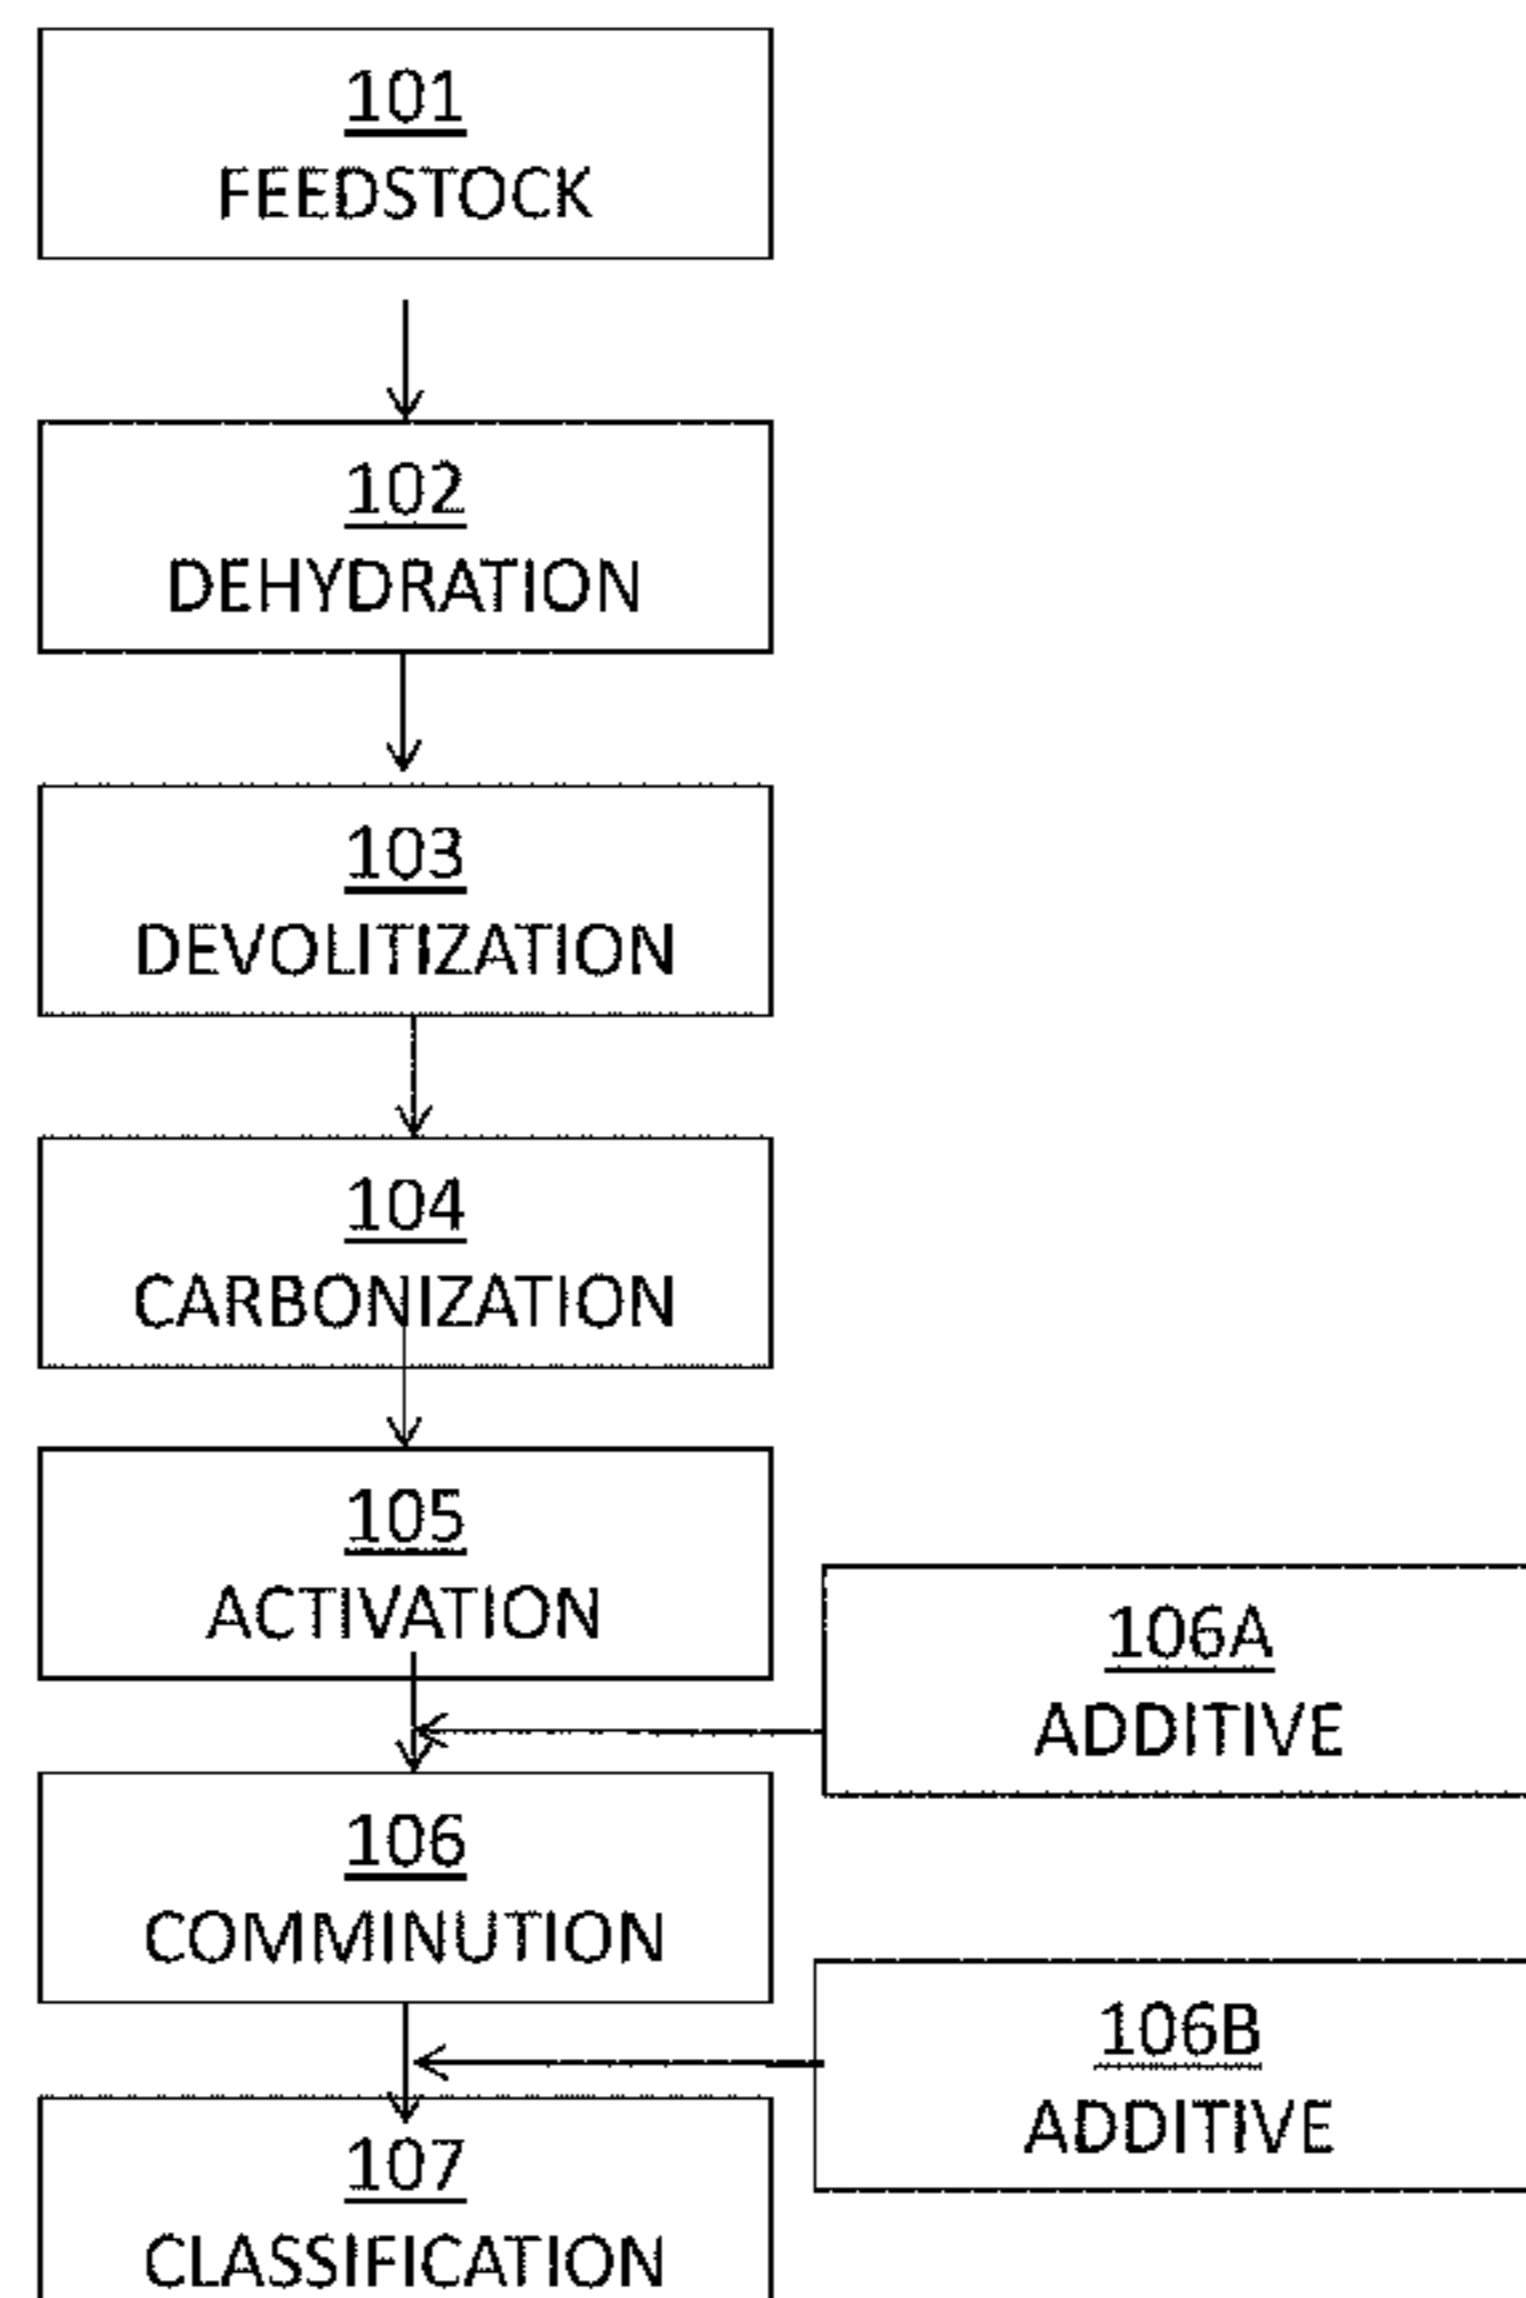 101
FEEDSTOCK
102
DEHYDRATION
103
DEVOLITIZATION
104
CARBONIZATION
105
ACTIVATION
106A
ADDITIVE
106
COMMINUTION
106B
ADDITIVE
107
CLASSIFICATION